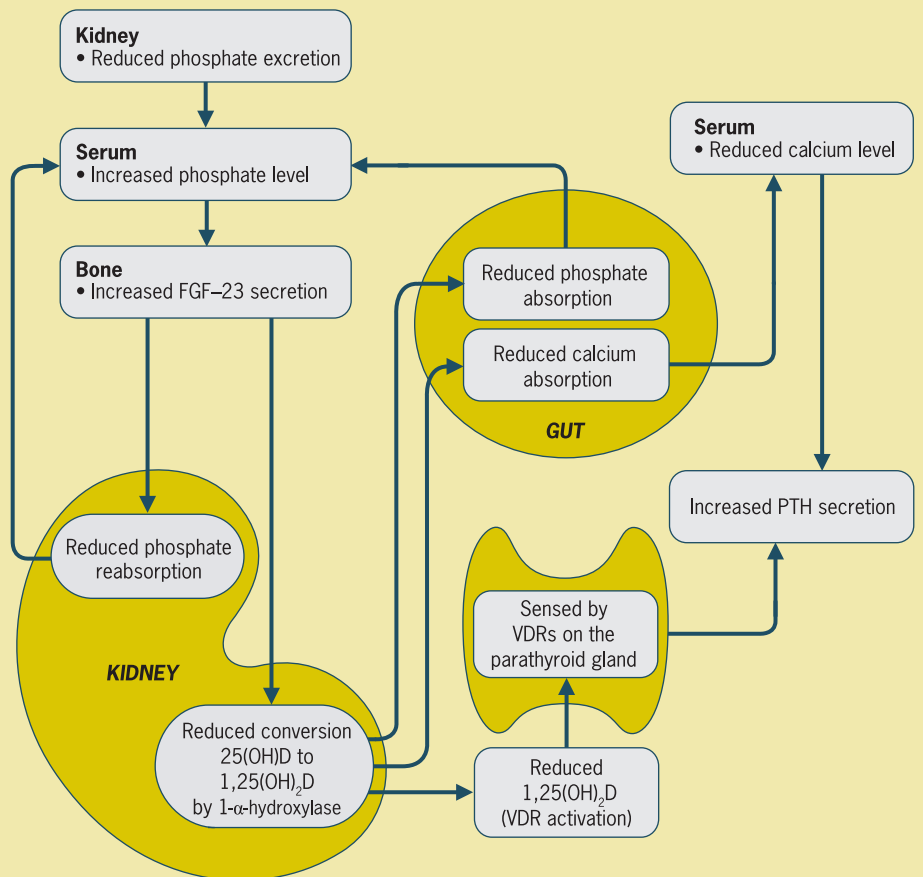 Kidney
• Reduced phosphate excretion
Serum
• Increased phosphate level
Bone
• Increased FGF–23 secretion
Reduced phosphate
reabsorption
KIDNEY
Reduced conversion
25(OH)D to
1,25(OH)₂D
by 1-α-hydroxylase
Reduced phosphate
absorption
Reduced calcium
absorption
GUT
Serum
• Reduced calcium level
Increased PTH secretion
Sensed by
VDRs on the
parathyroid gland
Reduced
1,25(OH)₂D
(VDR activation)